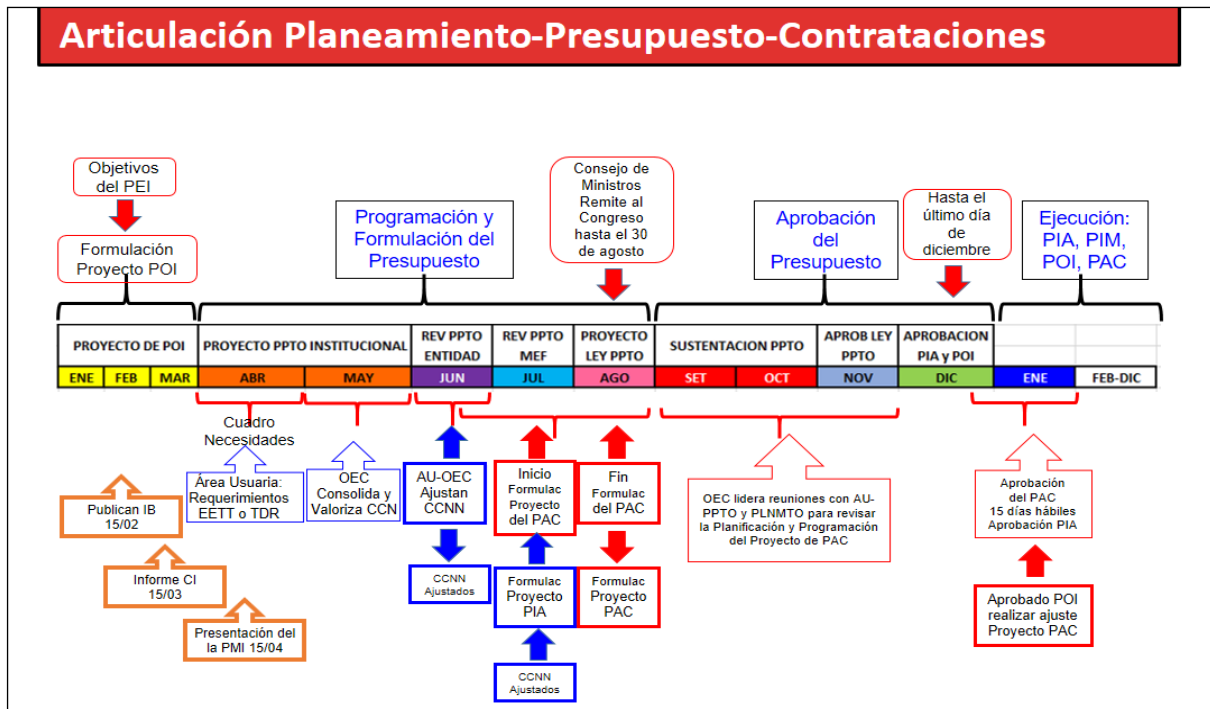 Articulación Planeamiento-Presupuesto-Contrataciones
Objetivos
del PEI
Formulación
Proyecto POI
Programación y
Formulación del
Presupuesto
Consejo de
Ministros
Remite al
Congreso
hasta el 30
de agosto
Aprobación
del
Presupuesto
Hasta el
último día
de
diciembre
Ejecución:
PIA, PIM,
POI, PAC
PROYECTO DE POI
PROYECTO PPTO INSTITUCIONAL
REV PPTO
ENTIDAD
REV PPTO
MEF
PROYECTO
LEY PPTO
SUSTENTACION PPTO
APROB LEY
PPTO
APROBACION
PIA y POI
ENE
FEB
MAR
ABR
MAY
JUN
JUL
AGO
SET
OCT
NOV
DIC
ENE
FEB-DIC
Cuadro
Necesidades
Publican IB
15/02
Informe CI
15/03
Presentación del
la PMI 15/04
Área Usuaria:
Requerimientos
EETT o TDR
OEC
Consolida y
Valoriza CCN
AU-OEC
Ajustan
CCNN
CCNN
Ajustados
Inicio
Formulac
Proyecto
del PAC
Formulac
Proyecto
PIA
CCNN
Ajustados
Fin
Formulac
del PAC
Formulac
Proyecto
PAC
OEC lidera reuniones con AU-
PPTO y PLNMTO para revisar
la Planificación y Programación
del Proyecto de PAC
Aprobación
del PAC
15 días hábiles
Aprobación PIA
Aprobado POI
realizar ajuste
Proyecto PAC